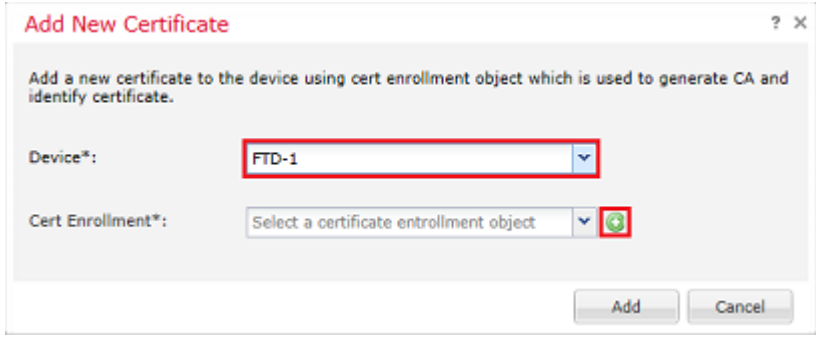 Add New Certificate ? ×
Add a new certificate to the device using cert enrollment object which is used to generate CA and
identify certificate.
Device*: FTD-1
Cert Enrollment*: Select a certificate entrollment object
Add Cancel